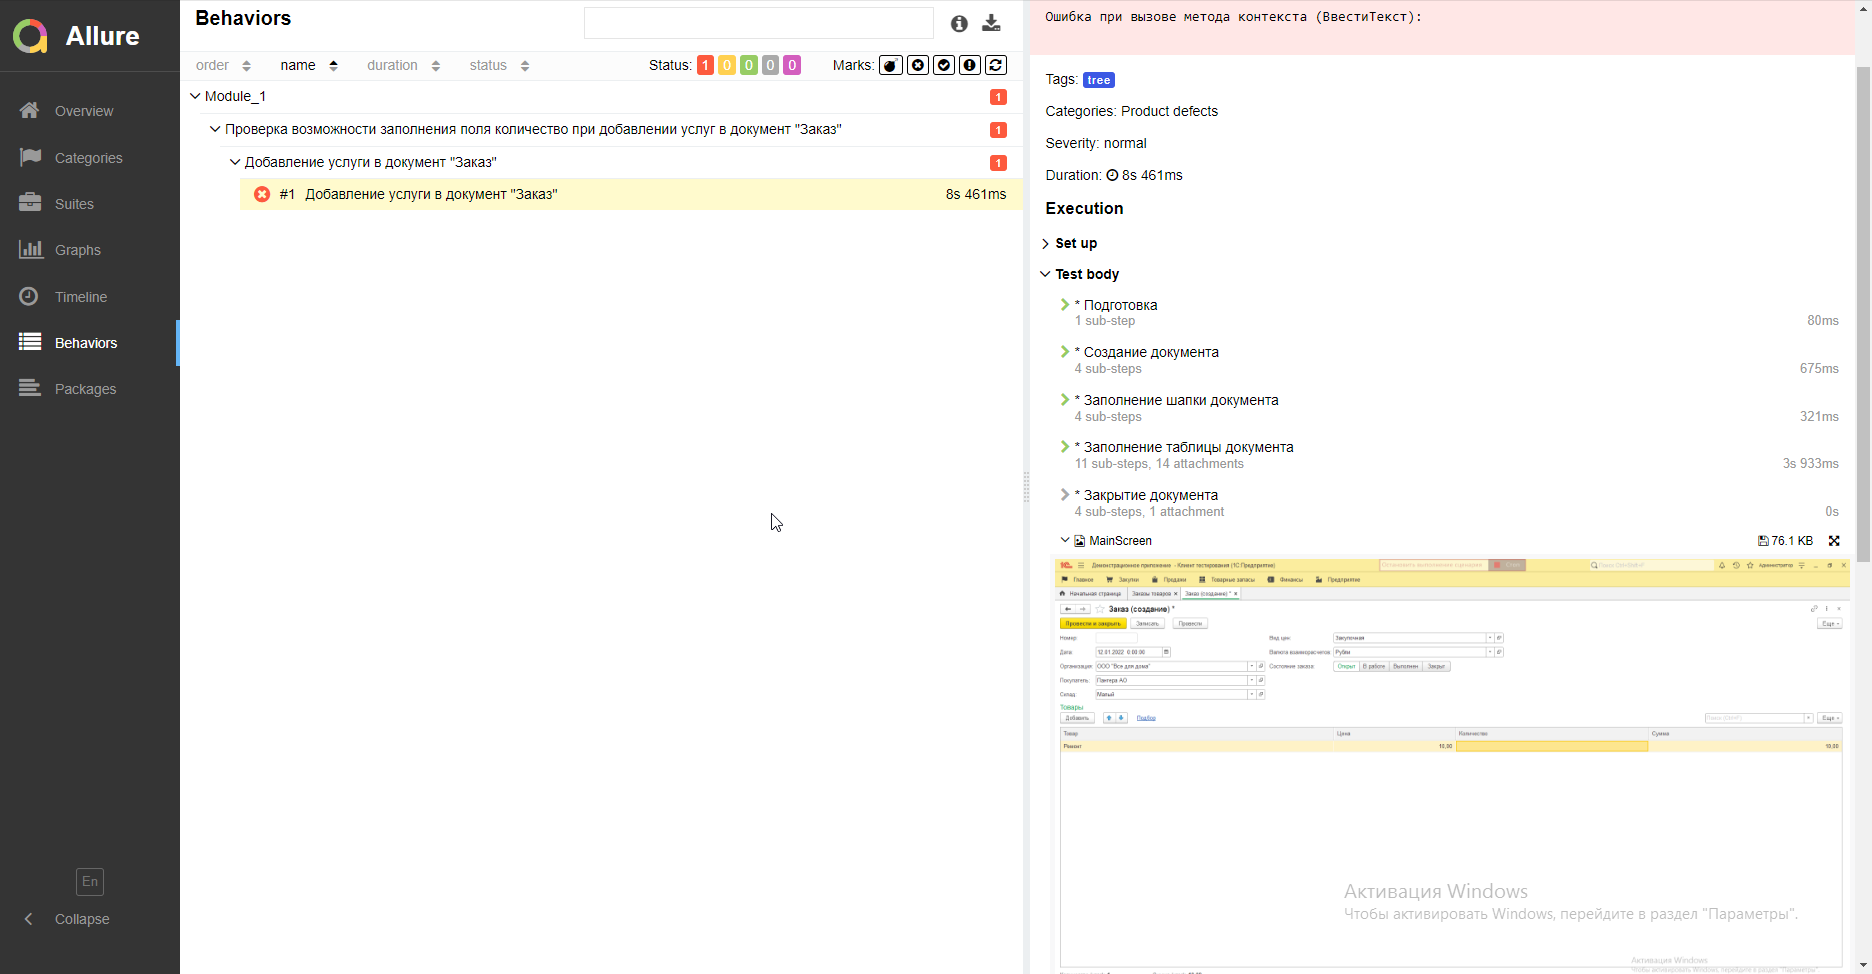 Allure
Overview
Categories
Suites
Graphs
Timeline
Behaviors
Packages
En
Collapse
Behaviors
order name duration status Status: 1 0 0 0 0 Marks:
Module_1 1
Проверка возможности заполнения поля количество при добавлении услуг в документ "Заказ" 1
Добавление услуги в документ "Заказ" 1
#1 Добавление услуги в документ "Заказ" 8s 461ms
Ошибка при вызове метода контекста (ВвестиТекст):
Tags: tree
Categories: Product defects
Severity: normal
Duration: 8s 461ms
Execution
Set up
Test body
* Подготовка
1 sub-step 80ms
* Создание документа
4 sub-steps 675ms
* Заполнение шапки документа
4 sub-steps 321ms
* Заполнение таблицы документа
11 sub-steps, 14 attachments 3s 933ms
* Закрытие документа
4 sub-steps, 1 attachment 0s
MainScreen 76.1 KB
Демонстрационное приложение - Клиент тестирования (1С:Предприятие)
Главное Закупки Продажи Товарные запасы Финансы Предприятие
Начальная страница Заказы товаров × Заказ (создание) * ×
Заказ (создание) *
Провести и закрыть Записать Провести Еще
Номер: Вид цен: Закупочная
Дата: 12.01.2022 0:00:00 Валюта взаиморасчетов: Рубли
Организация: ООО "Все для дома" Состояние заказа: Открыт В работе Выполнен Закрыт
Покупатель: Пантера АО
Склад: Малый
Товары
Добавить Подбор Поиск (Ctrl+F) Еще
Товар Цена Количество Сумма
Ремонт 10,00 10,00
Активация Windows
Чтобы активировать Windows, перейдите в раздел "Параметры".
Активация Windows
Чтобы активировать Windows, перейдите в раздел "Параметры".